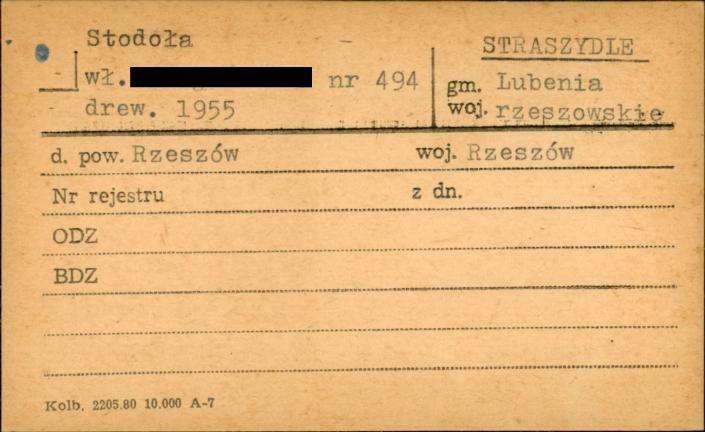 Stodoła
STRASZYDLE
wł. nr 494
gm. Lubenia
drew. 1955
woj. rzeszowskie
d. pow. Rzeszów woj. Rzeszów
Nr rejestru z dn.
ODZ
BDZ
Kolb. 2205.80 10.000 A-7